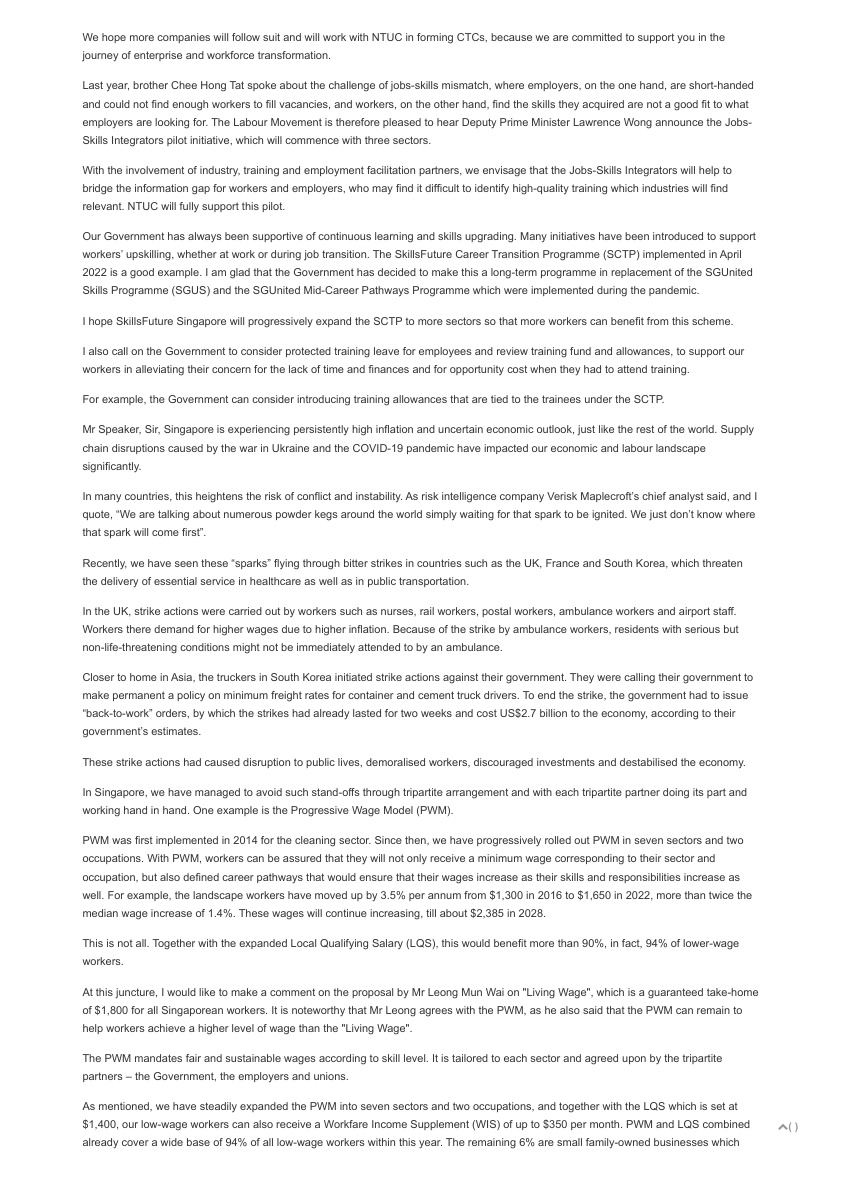 We hope more companies will follow suit and will work with NTUC in forming CTCs, because we are committed to support you in the
journey of enterprise and workforce transformation.
Last year, brother Chee Hong Tat spoke about the challenge of jobs-skills mismatch, where employers, on the one hand, are short-handed
and could not find enough workers to fill vacancies, and workers, on the other hand, find the skills they acquired are not a good fit to what
employers are looking for. The Labour Movement is therefore pleased to hear Deputy Prime Minister Lawrence Wong announce the Jobs-
Skills Integrators pilot initiative, which will commence with three sectors.
With the involvement of industry, training and employment facilitation partners, we envisage that the Jobs-Skills Integrators will help to
bridge the information gap for workers and employers, who may find it difficult to identify high-quality training which industries will find
relevant. NTUC will fully support this pilot.
Our Government has always been supportive of continuous learning and skills upgrading. Many initiatives have been introduced to support
workers' upskilling, whether at work or during job transition. The SkillsFuture Career Transition Programme (SCTP) implemented in April
2022 is a good example. I am glad that the Government has decided to make this a long-term programme in replacement of the SGUnited
Skills Programme (SGUS) and the SGUnited Mid-Career Pathways Programme which were implemented during the pandemic.
I hope SkillsFuture Singapore will progressively expand the SCTP to more sectors so that more workers can benefit from this scheme.
I also call on the Government to consider protected training leave for employees and review training fund and allowances, to support our
workers in alleviating their concern for the lack of time and finances and for opportunity cost when they had to attend training.
For example, the Government can consider introducing training allowances that are tied to the trainees under the SCTP.
Mr Speaker, Sir, Singapore is experiencing persistently high inflation and uncertain economic outlook, just like the rest of the world. Supply
chain disruptions caused by the war in Ukraine and the COVID-19 pandemic have impacted our economic and labour landscape
significantly.
In many countries, this heightens the risk of conflict and instability. As risk intelligence company Verisk Maplecroft's chief analyst said, and I
quote, “We are talking about numerous powder kegs around the world simply waiting for that spark to be ignited. We just don't know where
that spark will come first”.
Recently, we have seen these “sparks” flying through bitter strikes in countries such as the UK, France and South Korea, which threaten
the delivery of essential service in healthcare as well as in public transportation.
In the UK, strike actions were carried out by workers such as nurses, rail workers, postal workers, ambulance workers and airport staff.
Workers there demand for higher wages due to higher inflation. Because of the strike by ambulance workers, residents with serious but
non-life-threatening conditions might not be immediately attended to by an ambulance.
Closer to home in Asia, the truckers in South Korea initiated strike actions against their government. They were calling their government to
make permanent a policy on minimum freight rates for container and cement truck drivers. To end the strike, the government had to issue
“back-to-work” orders, by which the strikes had already lasted for two weeks and cost US$2.7 billion to the economy, according to their
government's estimates.
These strike actions had caused disruption to public lives, demoralised workers, discouraged investments and destabilised the economy.
In Singapore, we have managed to avoid such stand-offs through tripartite arrangement and with each tripartite partner doing its part and
working hand in hand. One example is the Progressive Wage Model (PWM).
PWM was first implemented in 2014 for the cleaning sector. Since then, we have progressively rolled out PWM in seven sectors and two
occupations. With PWM, workers can be assured that they will not only receive a minimum wage corresponding to their sector and
occupation, but also defined career pathways that would ensure that their wages increase as their skills and responsibilities increase as
well. For example, the landscape workers have moved up by 3.5% per annum from $1,300 in 2016 to $1,650 in 2022, more than twice the
median wage increase of 1.4%. These wages will continue increasing, till about $2,385 in 2028.
This is not all. Together with the expanded Local Qualifying Salary (LQS), this would benefit more than 90%, in fact, 94% of lower-wage
workers.
At this juncture, I would like to make a comment on the proposal by Mr Leong Mun Wai on "Living Wage", which is a guaranteed take-home
of $1,800 for all Singaporean workers. It is noteworthy that Mr Leong agrees with the PWM, as he also said that the PWM can remain to
help workers achieve a higher level of wage than the "Living Wage".
The PWM mandates fair and sustainable wages according to skill level. It is tailored to each sector and agreed upon by the tripartite
partners – the Government, the employers and unions.
As mentioned, we have steadily expanded the PWM into seven sectors and two occupations, and together with the LQS which is set at
$1,400, our low-wage workers can also receive a Workfare Income Supplement (WIS) of up to $350 per month. PWM and LQS combined
already cover a wide base of 94% of all low-wage workers within this year. The remaining 6% are small family-owned businesses which
^( )